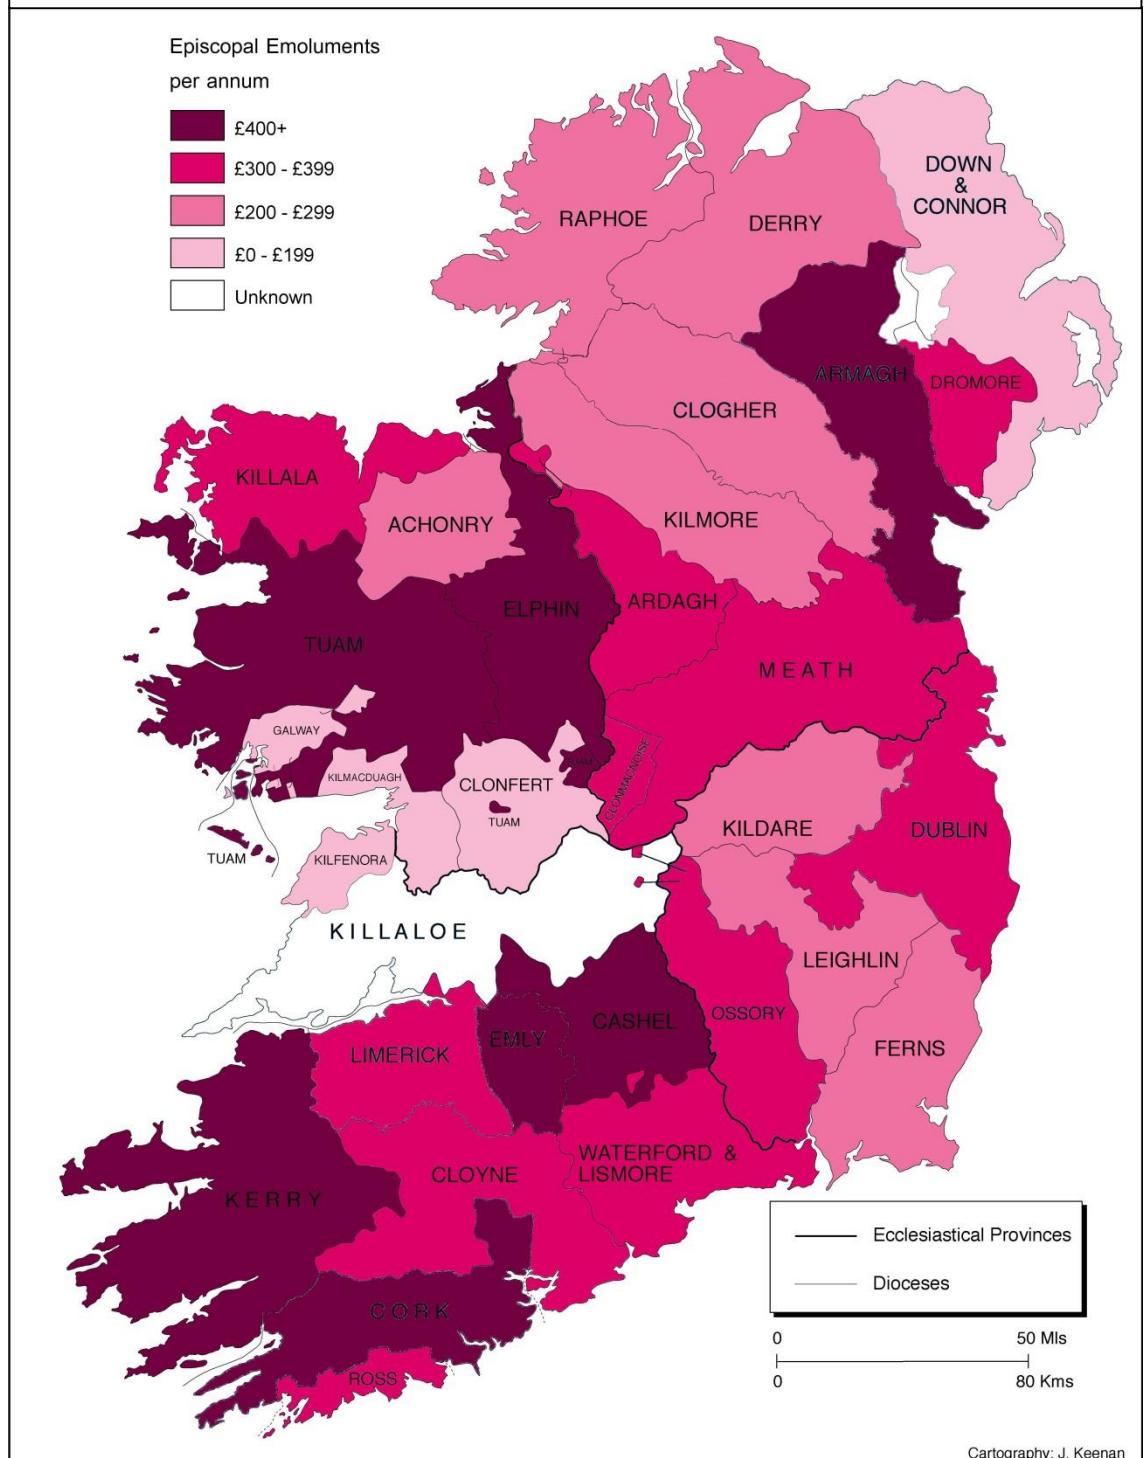 Episcopal Emoluments
per annum
£400+
£300 - £399
£200 - £299
£0 - £199
Unknown
DOWN
&
CONNOR
RAPHOE
DERRY
ARMAGH
DROMORE
CLOGHER
KILLALA
ACHONRY
KILMORE
ELPHIN
ARDAGH
TUAM
MEATH
GALWAY
TUAM
KILMACDUAGH
CLONFERT
CLONMACNOISE
TUAM
KILDARE
DUBLIN
TUAM
KILFENORA
KILLALOE
LEIGHLIN
CASHEL
OSSORY
EMLY
LIMERICK
FERNS
WATERFORD &
LISMORE
CLOYNE
KERRY
CORK
ROSS
Ecclesiastical Provinces
Dioceses
0 50 Mls
0 80 Kms
Cartography: J. Keenan